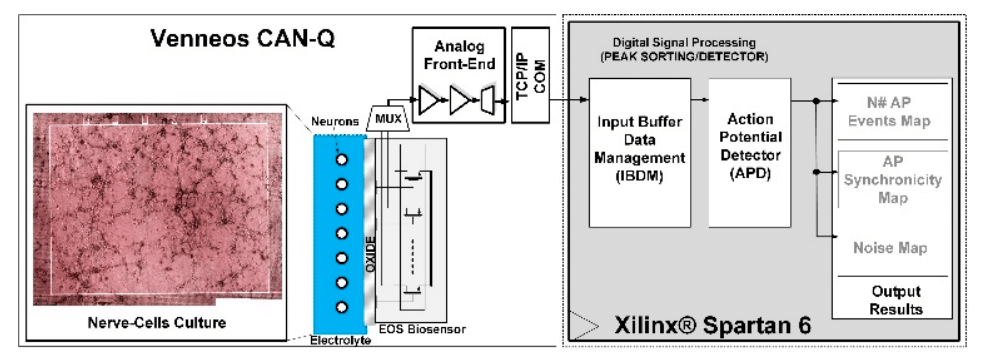 Venneos CAN-Q
Analog
Front-End
TCP/IP
COM
MUX
Neurons
OXIDE
Nerve-Cells Culture
Electrolyte
EOS Biosensor
Digital Signal Processing
(PEAK SORTING/DETECTOR)
Input Buffer
Data
Management
(IBDM)
Action
Potential
Detector
(APD)
N# AP
Events Map
AP
Synchronicity
Map
Noise Map
Output
Results
Xilinx® Spartan 6